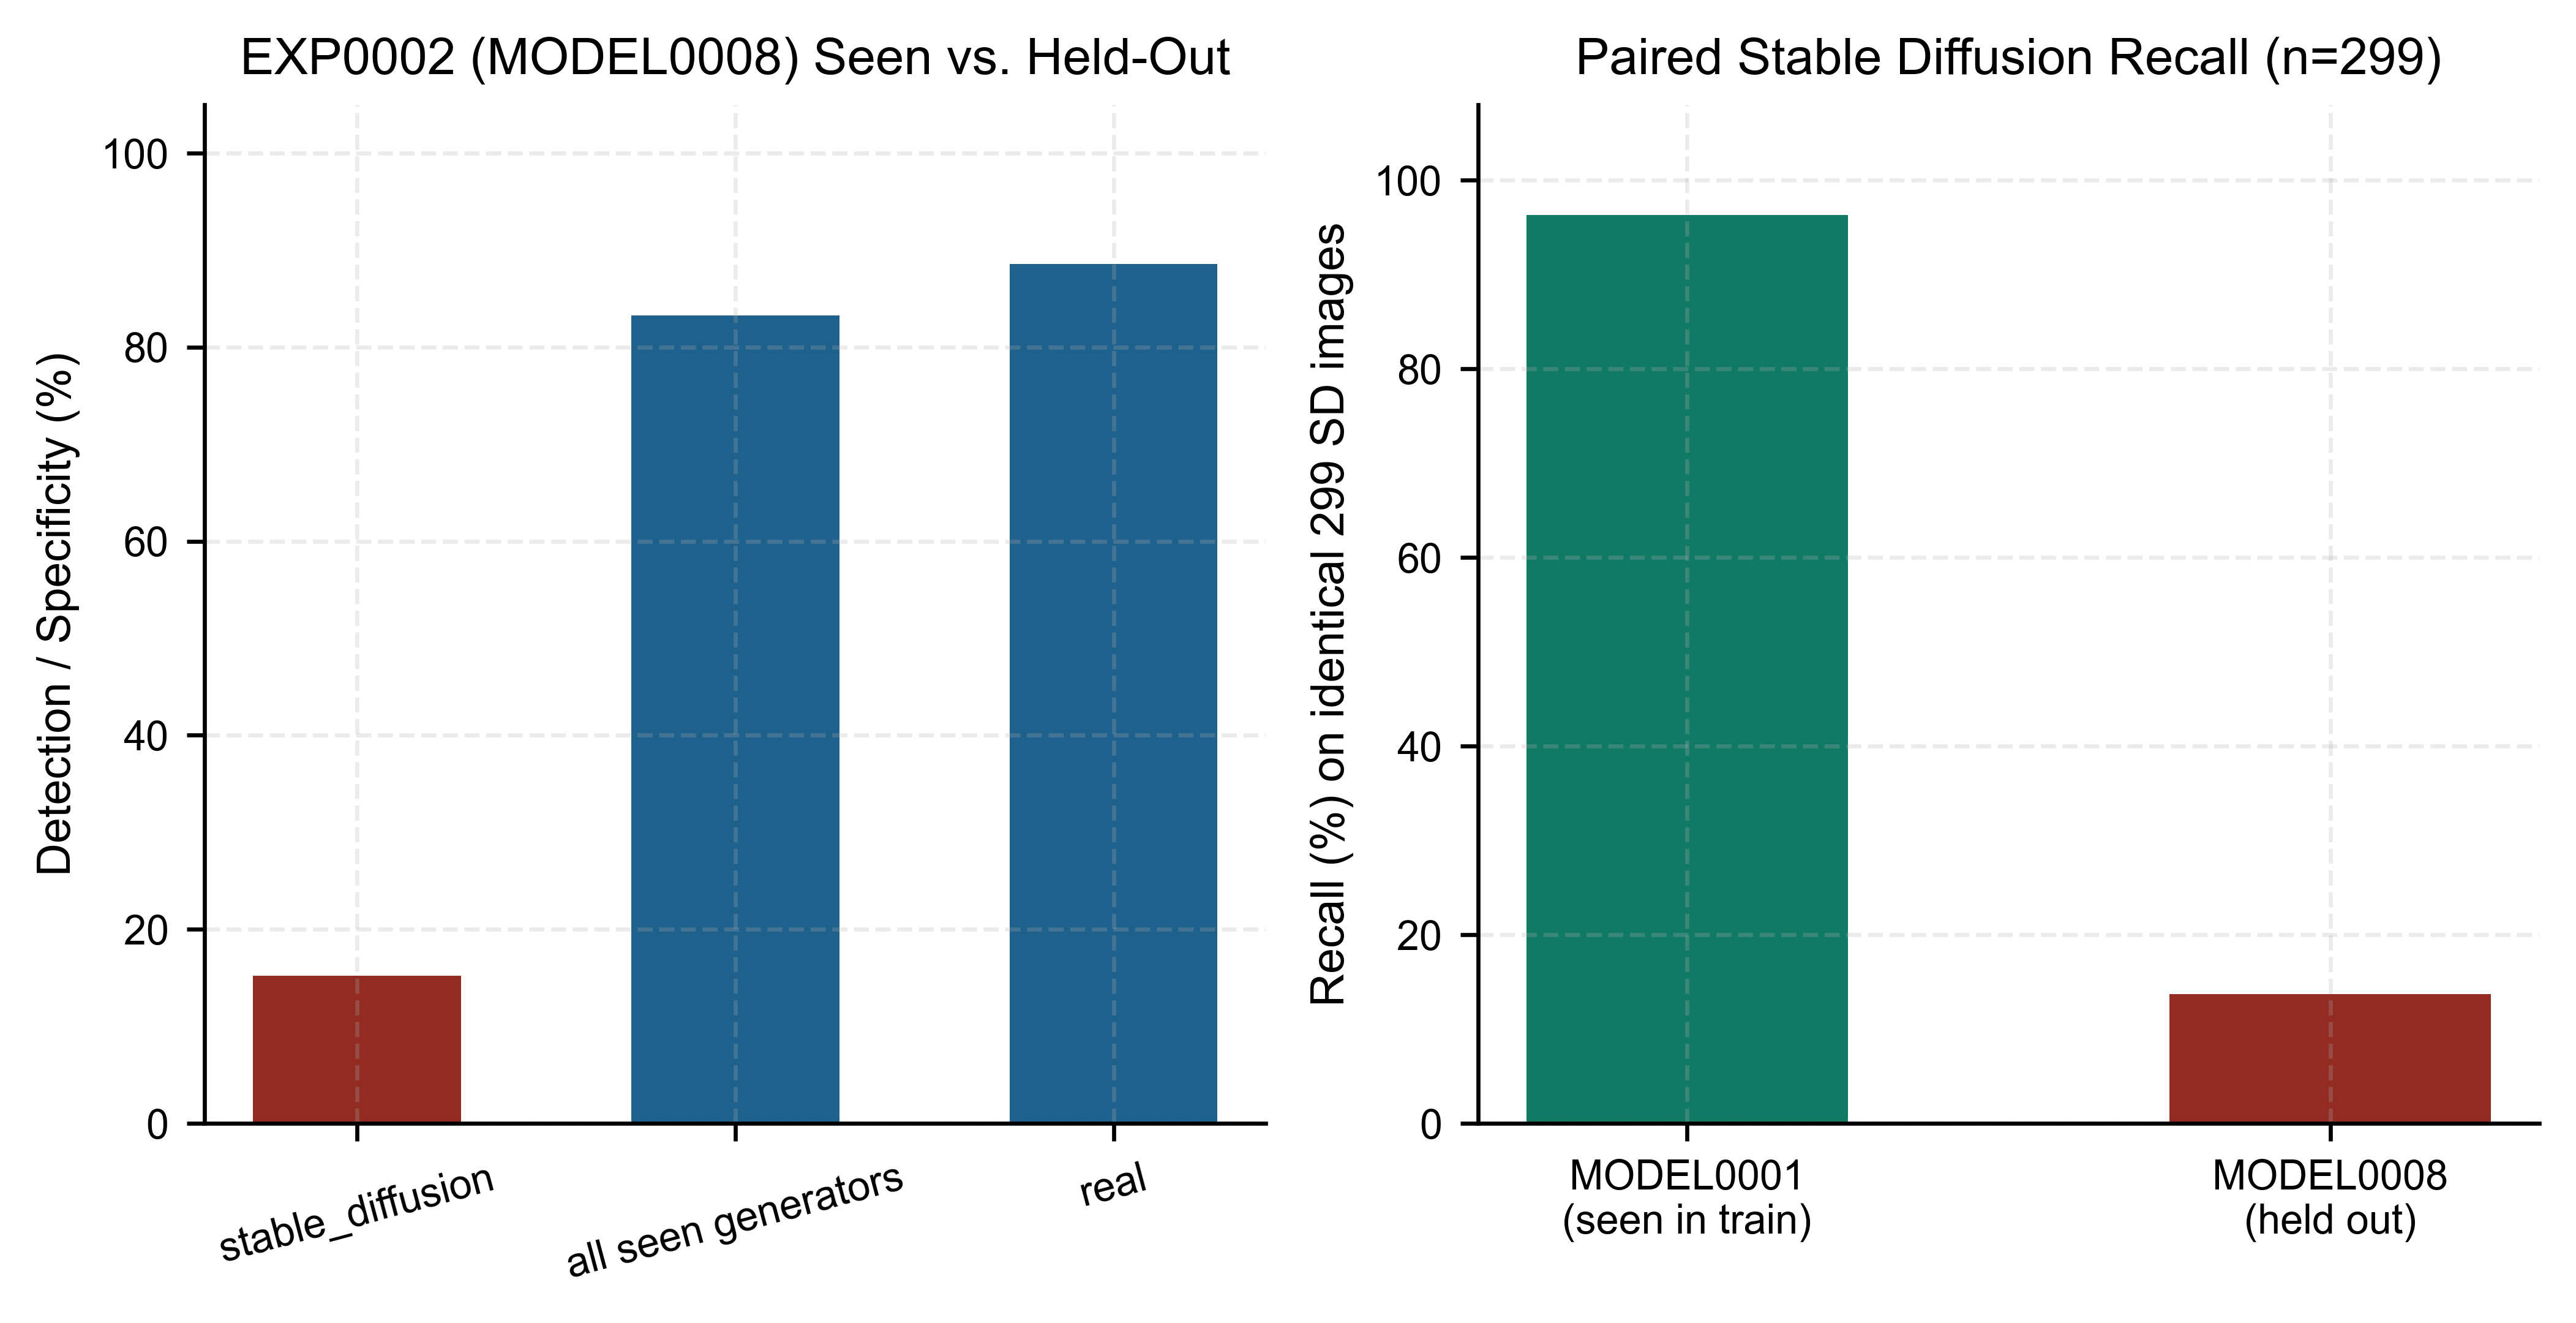 EXP0002 (MODEL0008) Seen vs. Held-Out
Detection / Specificity (%)
100
80
60
40
20
0
stable_diffusion
all seen generators
real
Paired Stable Diffusion Recall (n=299)
Recall (%) on identical 299 SD images
100
80
60
40
20
0
MODEL0001
(seen in train)
MODEL0008
(held out)